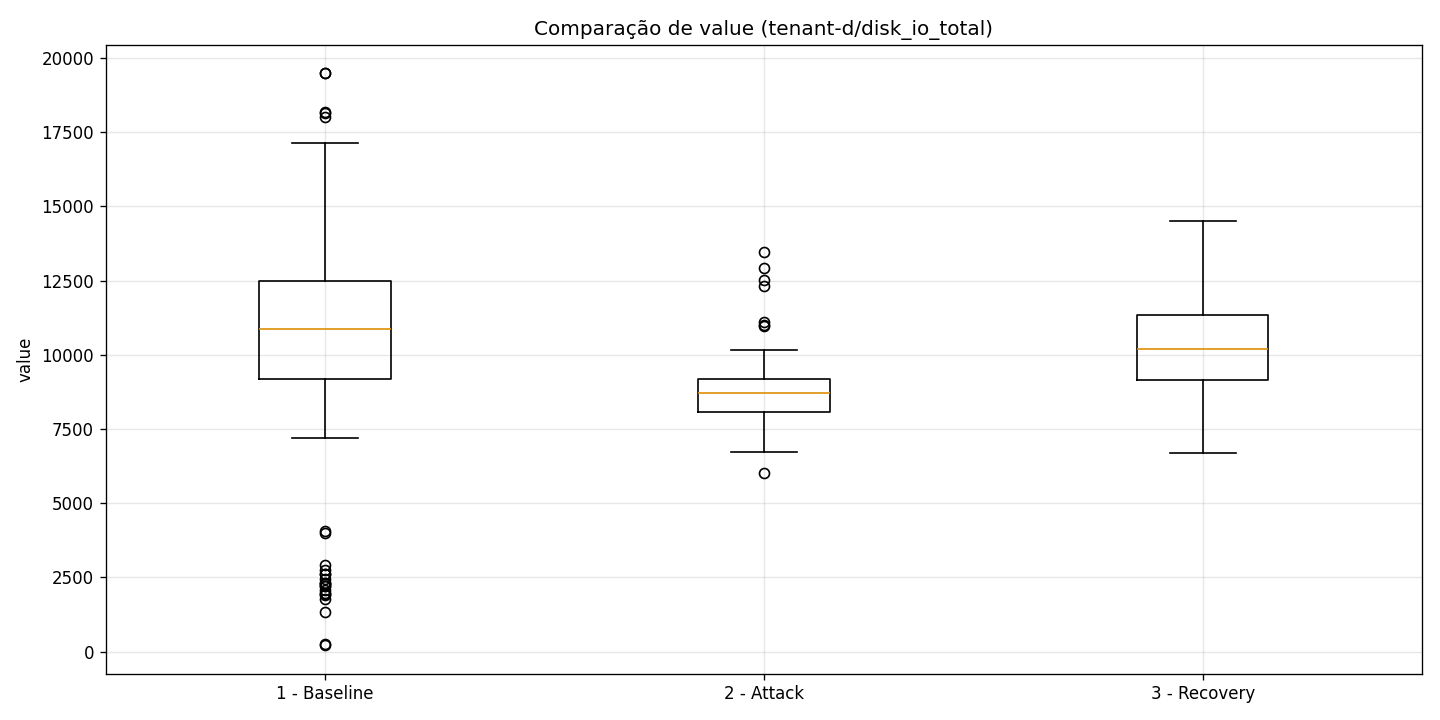 Comparação de value (tenant-d/disk_io_total)
20000
17500
15000
12500
10000
7500
5000
2500
0
value
1 - Baseline
2 - Attack
3 - Recovery